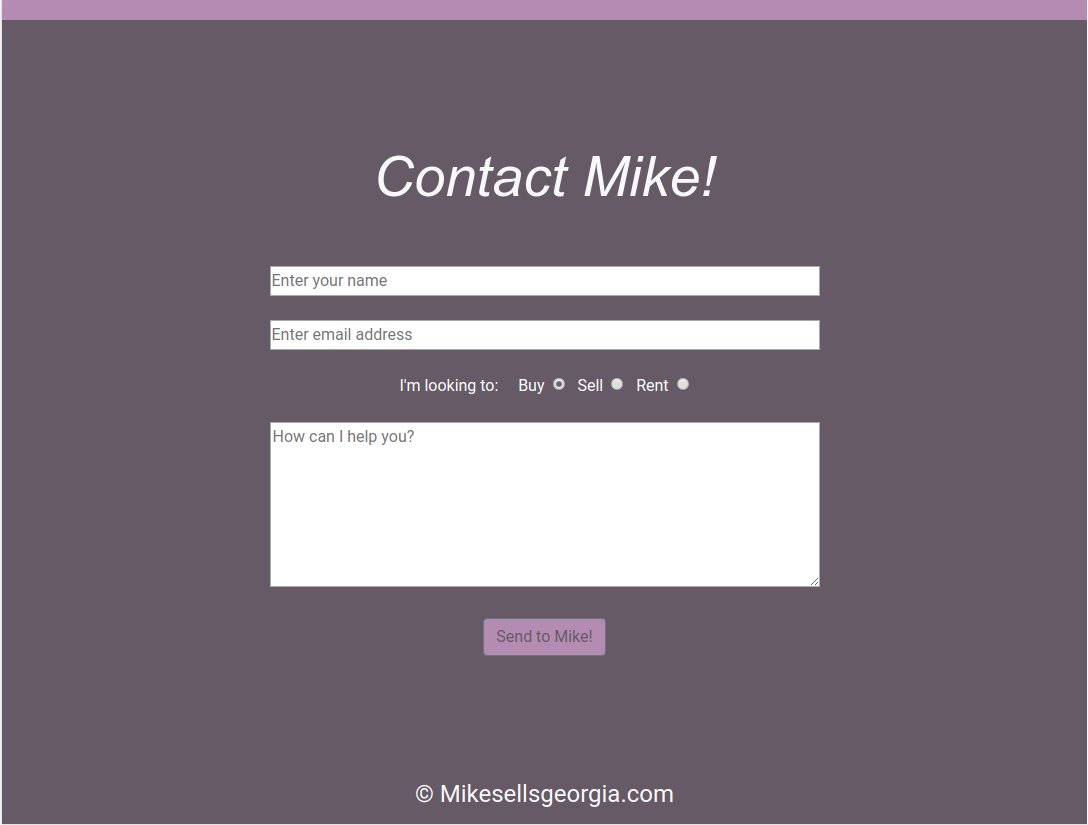 Contact Mike!
Enter your name
Enter email address
I'm looking to: Buy Sell Rent
How can I help you?
Send to Mike!
© Mikesellsgeorgia.com